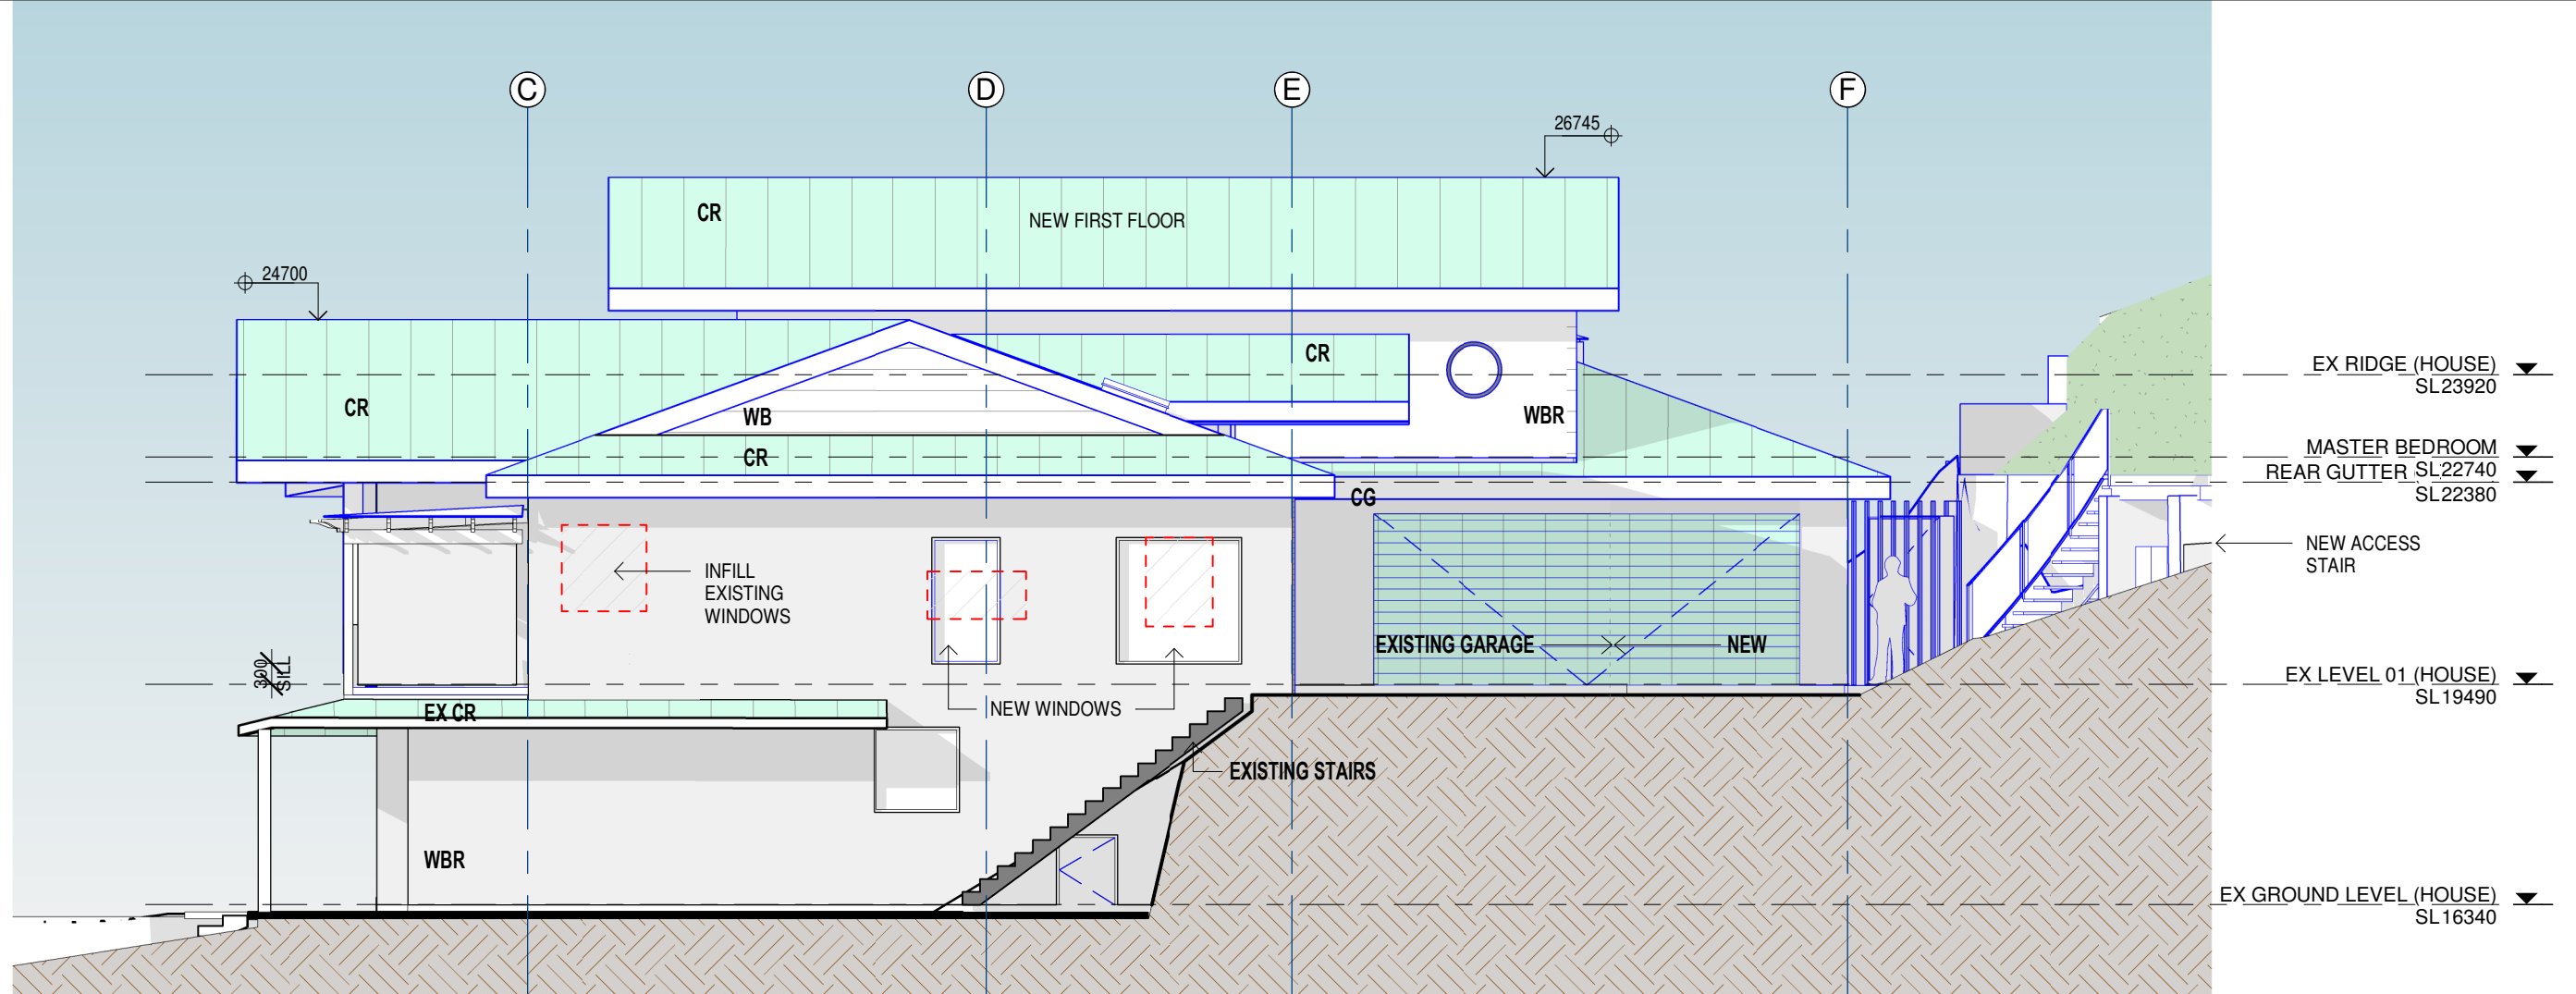 C
D
E
F
26745
CR
NEW FIRST FLOOR
24700
CR
EX RIDGE (HOUSE)
SL23920
CR
WB
WBR
CR
MASTER BEDROOM
SL22740
REAR GUTTER
SL22380
CG
NEW ACCESS
STAIR
INFILL
EXISTING
WINDOWS
EXISTING GARAGE
NEW
300
SILL
EX LEVEL 01 (HOUSE)
SL19490
EX CR
NEW WINDOWS
EXISTING STAIRS
WBR
EX GROUND LEVEL (HOUSE)
SL16340